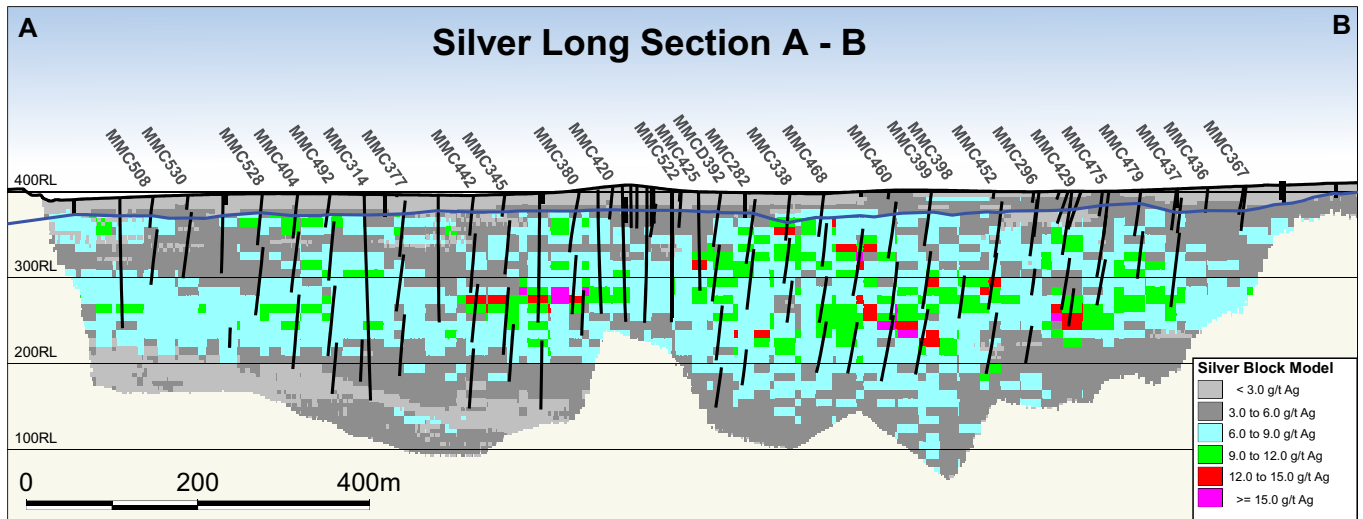 A
B
Silver Long Section A - B
MMC508
MMC530
MMC528
MMC404
MMC492
MMC314
MMC377
MMC442
MMC345
MMC380
MMC420
MMC522
MMC425
MMCD392
MMC282
MMC338
MMC468
MMC460
MMC399
MMC398
MMC452
MMC296
MMC429
MMC475
MMC479
MMC437
MMC436
MMC367
400RL
300RL
200RL
100RL
0 200 400m
Silver Block Model
< 3.0 g/t Ag
3.0 to 6.0 g/t Ag
6.0 to 9.0 g/t Ag
9.0 to 12.0 g/t Ag
12.0 to 15.0 g/t Ag
>= 15.0 g/t Ag